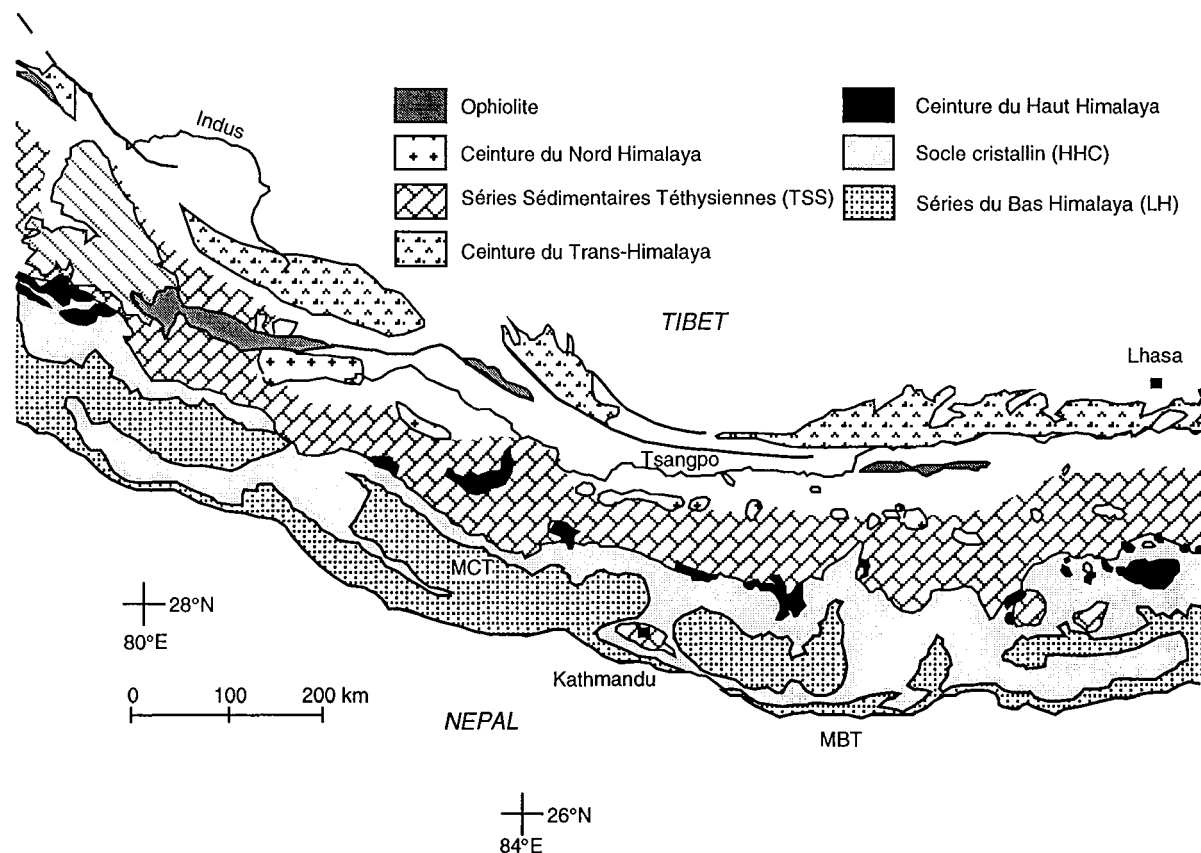 Indus
Ophiolite
Ceinture du Nord Himalaya
Séries Sédimentaires Téthysiennes (TSS)
Ceinture du Trans-Himalaya
Ceinture du Haut Himalaya
Socle cristallin (HHC)
Séries du Bas Himalaya (LH)
TIBET
Lhasa
Tsangpo
MCT
28°N
80°E
Kathmandu
0 100 200 km
NEPAL
MBT
26°N
84°E